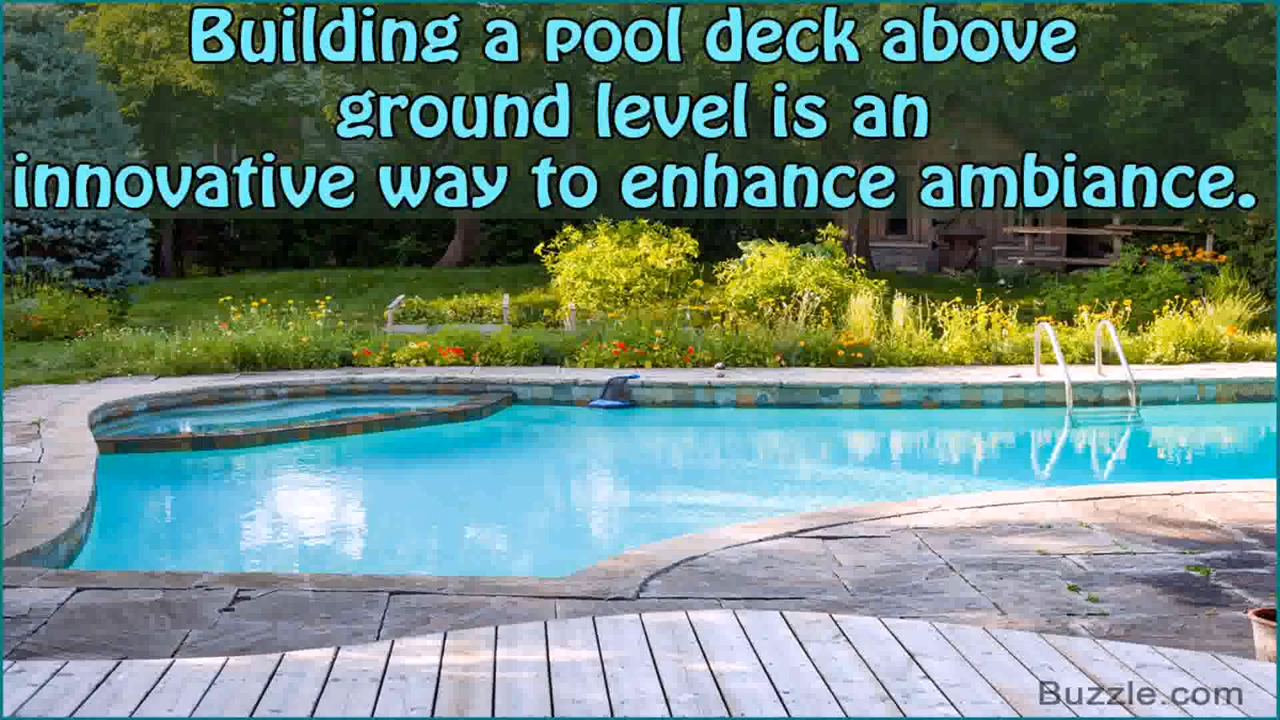 Building a pool deck above
ground level is an
innovative way to enhance ambiance.
Buzzle.com